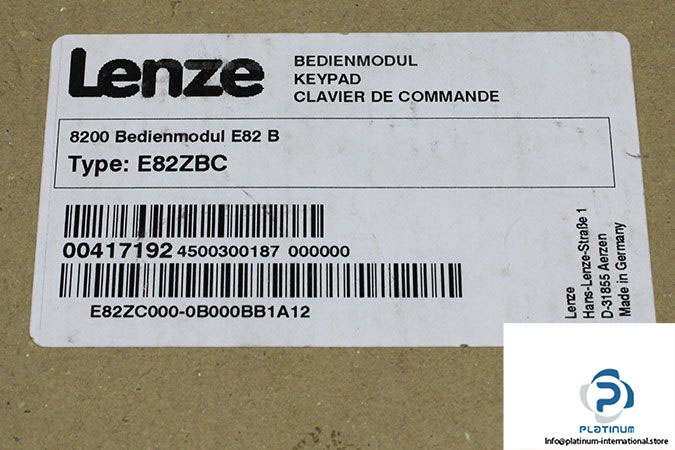 Lenze
BEDIENMODUL
KEYPAD
CLAVIER DE COMMANDE
8200 Bedienmodul E82 B
Type: E82ZBC
00417192 4500300187 000000
E82ZC000-0B000BB1A12
Lenze
Hans-Lenze-Straße 1
D-31855 Aerzen
Made in Germany
PLATINUM
Info@platinum-international.store